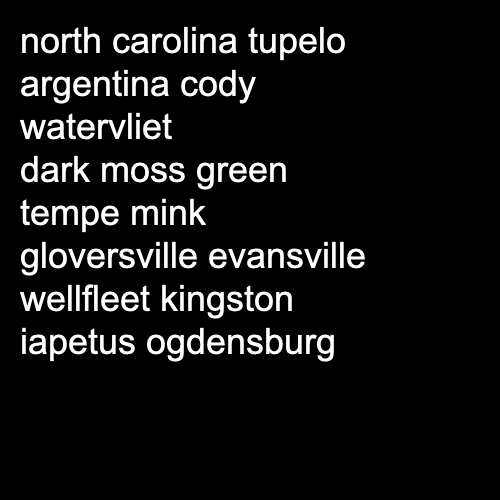 north carolina tupelo
argentina cody
watervliet
dark moss green
tempe mink
gloversville evansville
wellfleet kingston
iapetus ogdensburg